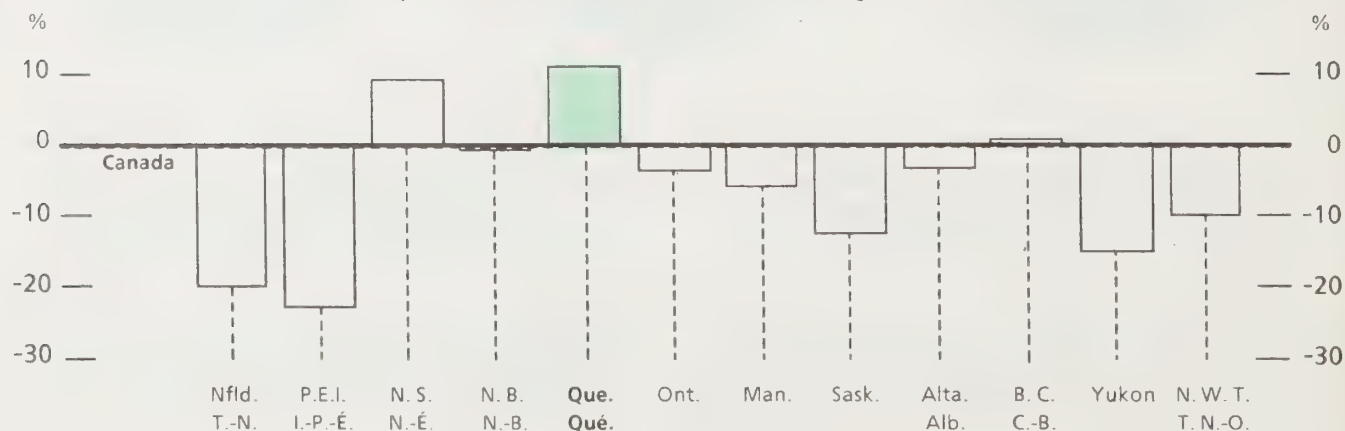 % %
10 10
0 0
Canada
-10 -10
-20 -20
-30 -30
Nfld. P.E.I. N. S. N. B. Que. Ont. Man. Sask. Alta. B. C. Yukon N. W. T.
T.-N. I.-P.-É. N.-É. N.-B. Qué. Alb. C.-B. T. N.-O.